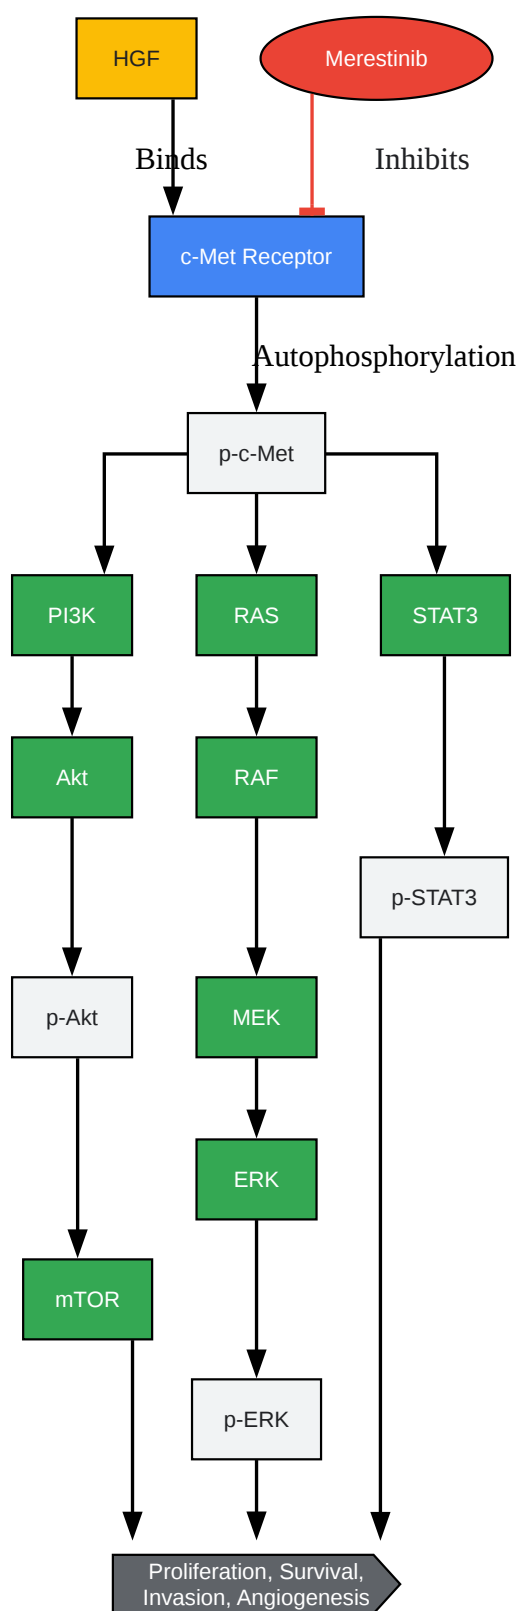 HGF
Merestinib
Binds
Inhibits
c-Met Receptor
Autophosphorylation
p-c-Met
PI3K
RAS
STAT3
Akt
RAF
p-STAT3
p-Akt
MEK
ERK
mTOR
p-ERK
Proliferation, Survival,
Invasion, Angiogenesis